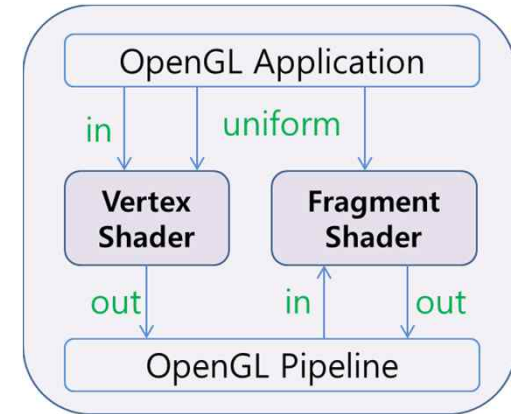 OpenGL Application
in
uniform
Vertex
Shader
Fragment
Shader
out
in
out
OpenGL Pipeline